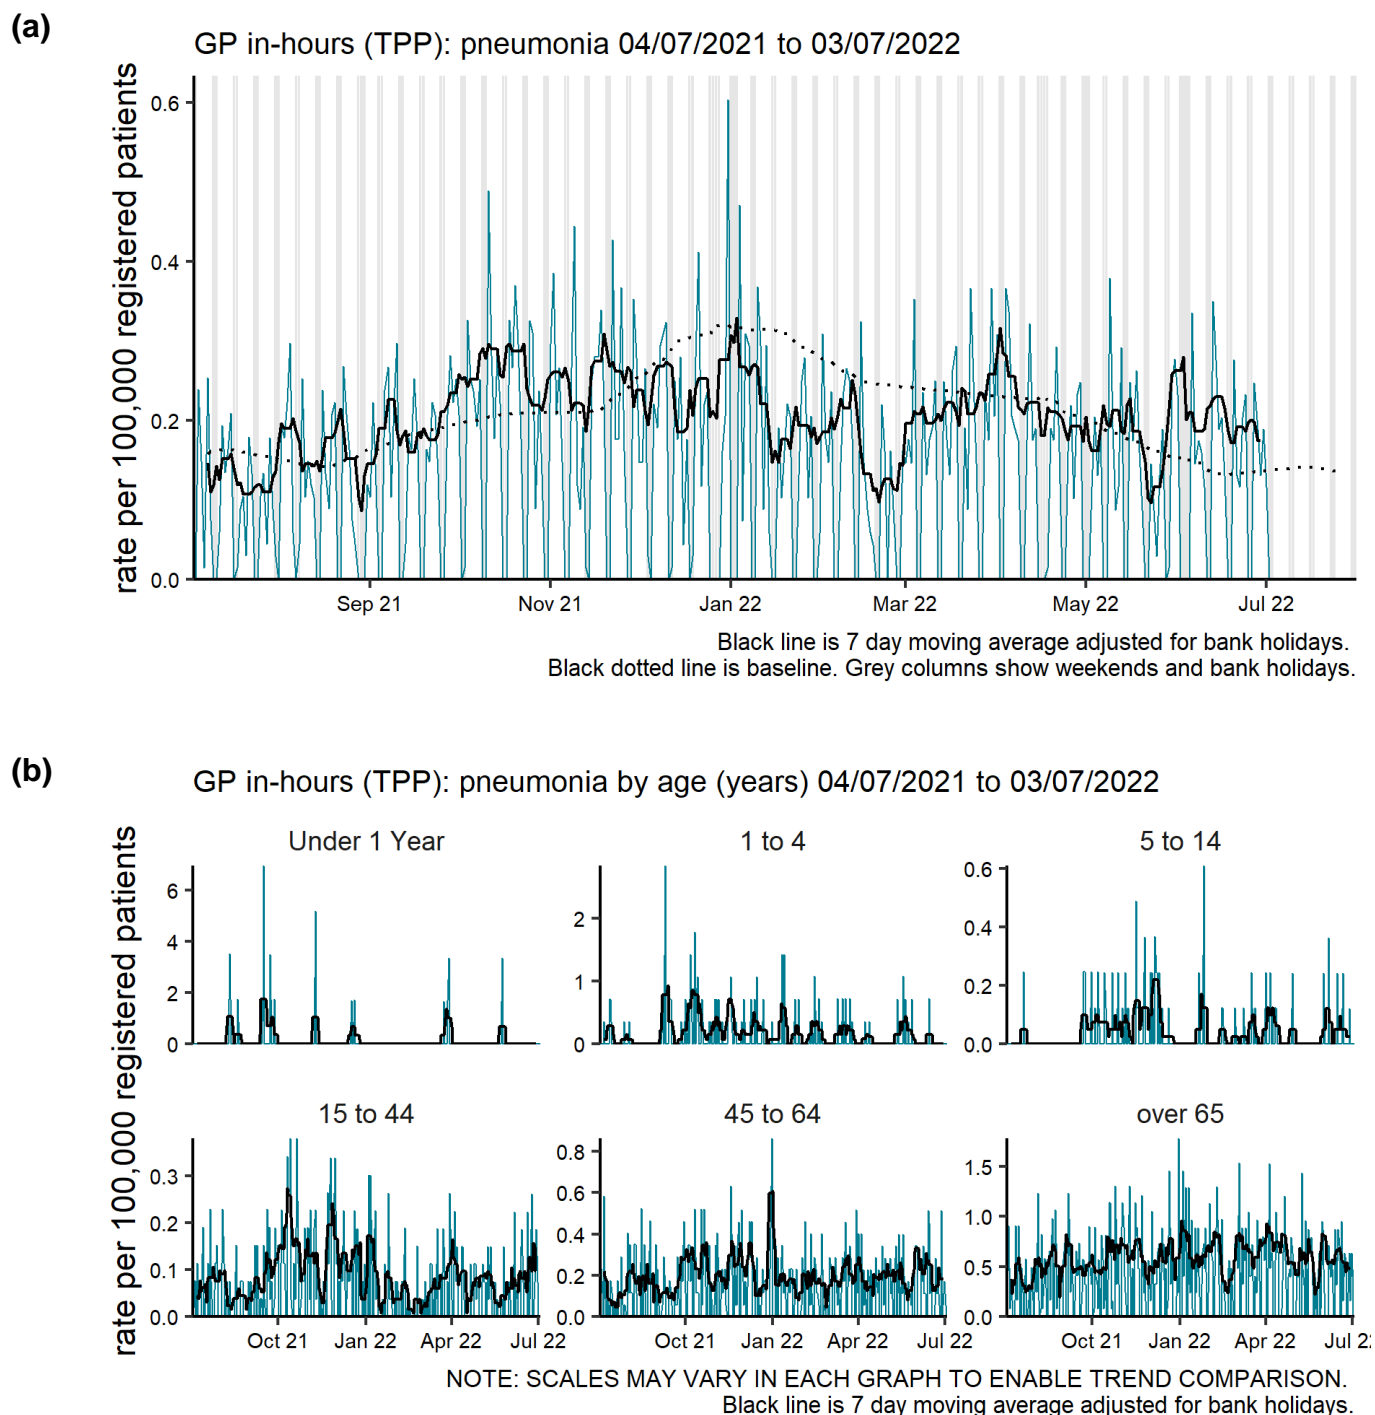 (a)
GP in-hours (TPP): pneumonia 04/07/2021 to 03/07/2022
rate per 100,000 registered patients
0.6
0.4
0.2
0.0
Sep 21 Nov 21 Jan 22 Mar 22 May 22 Jul 22
Black line is 7 day moving average adjusted for bank holidays.
Black dotted line is baseline. Grey columns show weekends and bank holidays.
(b)
GP in-hours (TPP): pneumonia by age (years) 04/07/2021 to 03/07/2022
rate per 100,000 registered patients
Under 1 Year
6
4
2
0
1 to 4
2
1
0
5 to 14
0.6
0.4
0.2
0.0
15 to 44
0.3
0.2
0.1
0.0
Oct 21 Jan 22 Apr 22 Jul 22
45 to 64
0.8
0.6
0.4
0.2
0.0
Oct 21 Jan 22 Apr 22 Jul 22
over 65
1.5
1.0
0.5
0.0
Oct 21 Jan 22 Apr 22 Jul 2
NOTE: SCALES MAY VARY IN EACH GRAPH TO ENABLE TREND COMPARISON.
Black line is 7 day moving average adjusted for bank holidays.